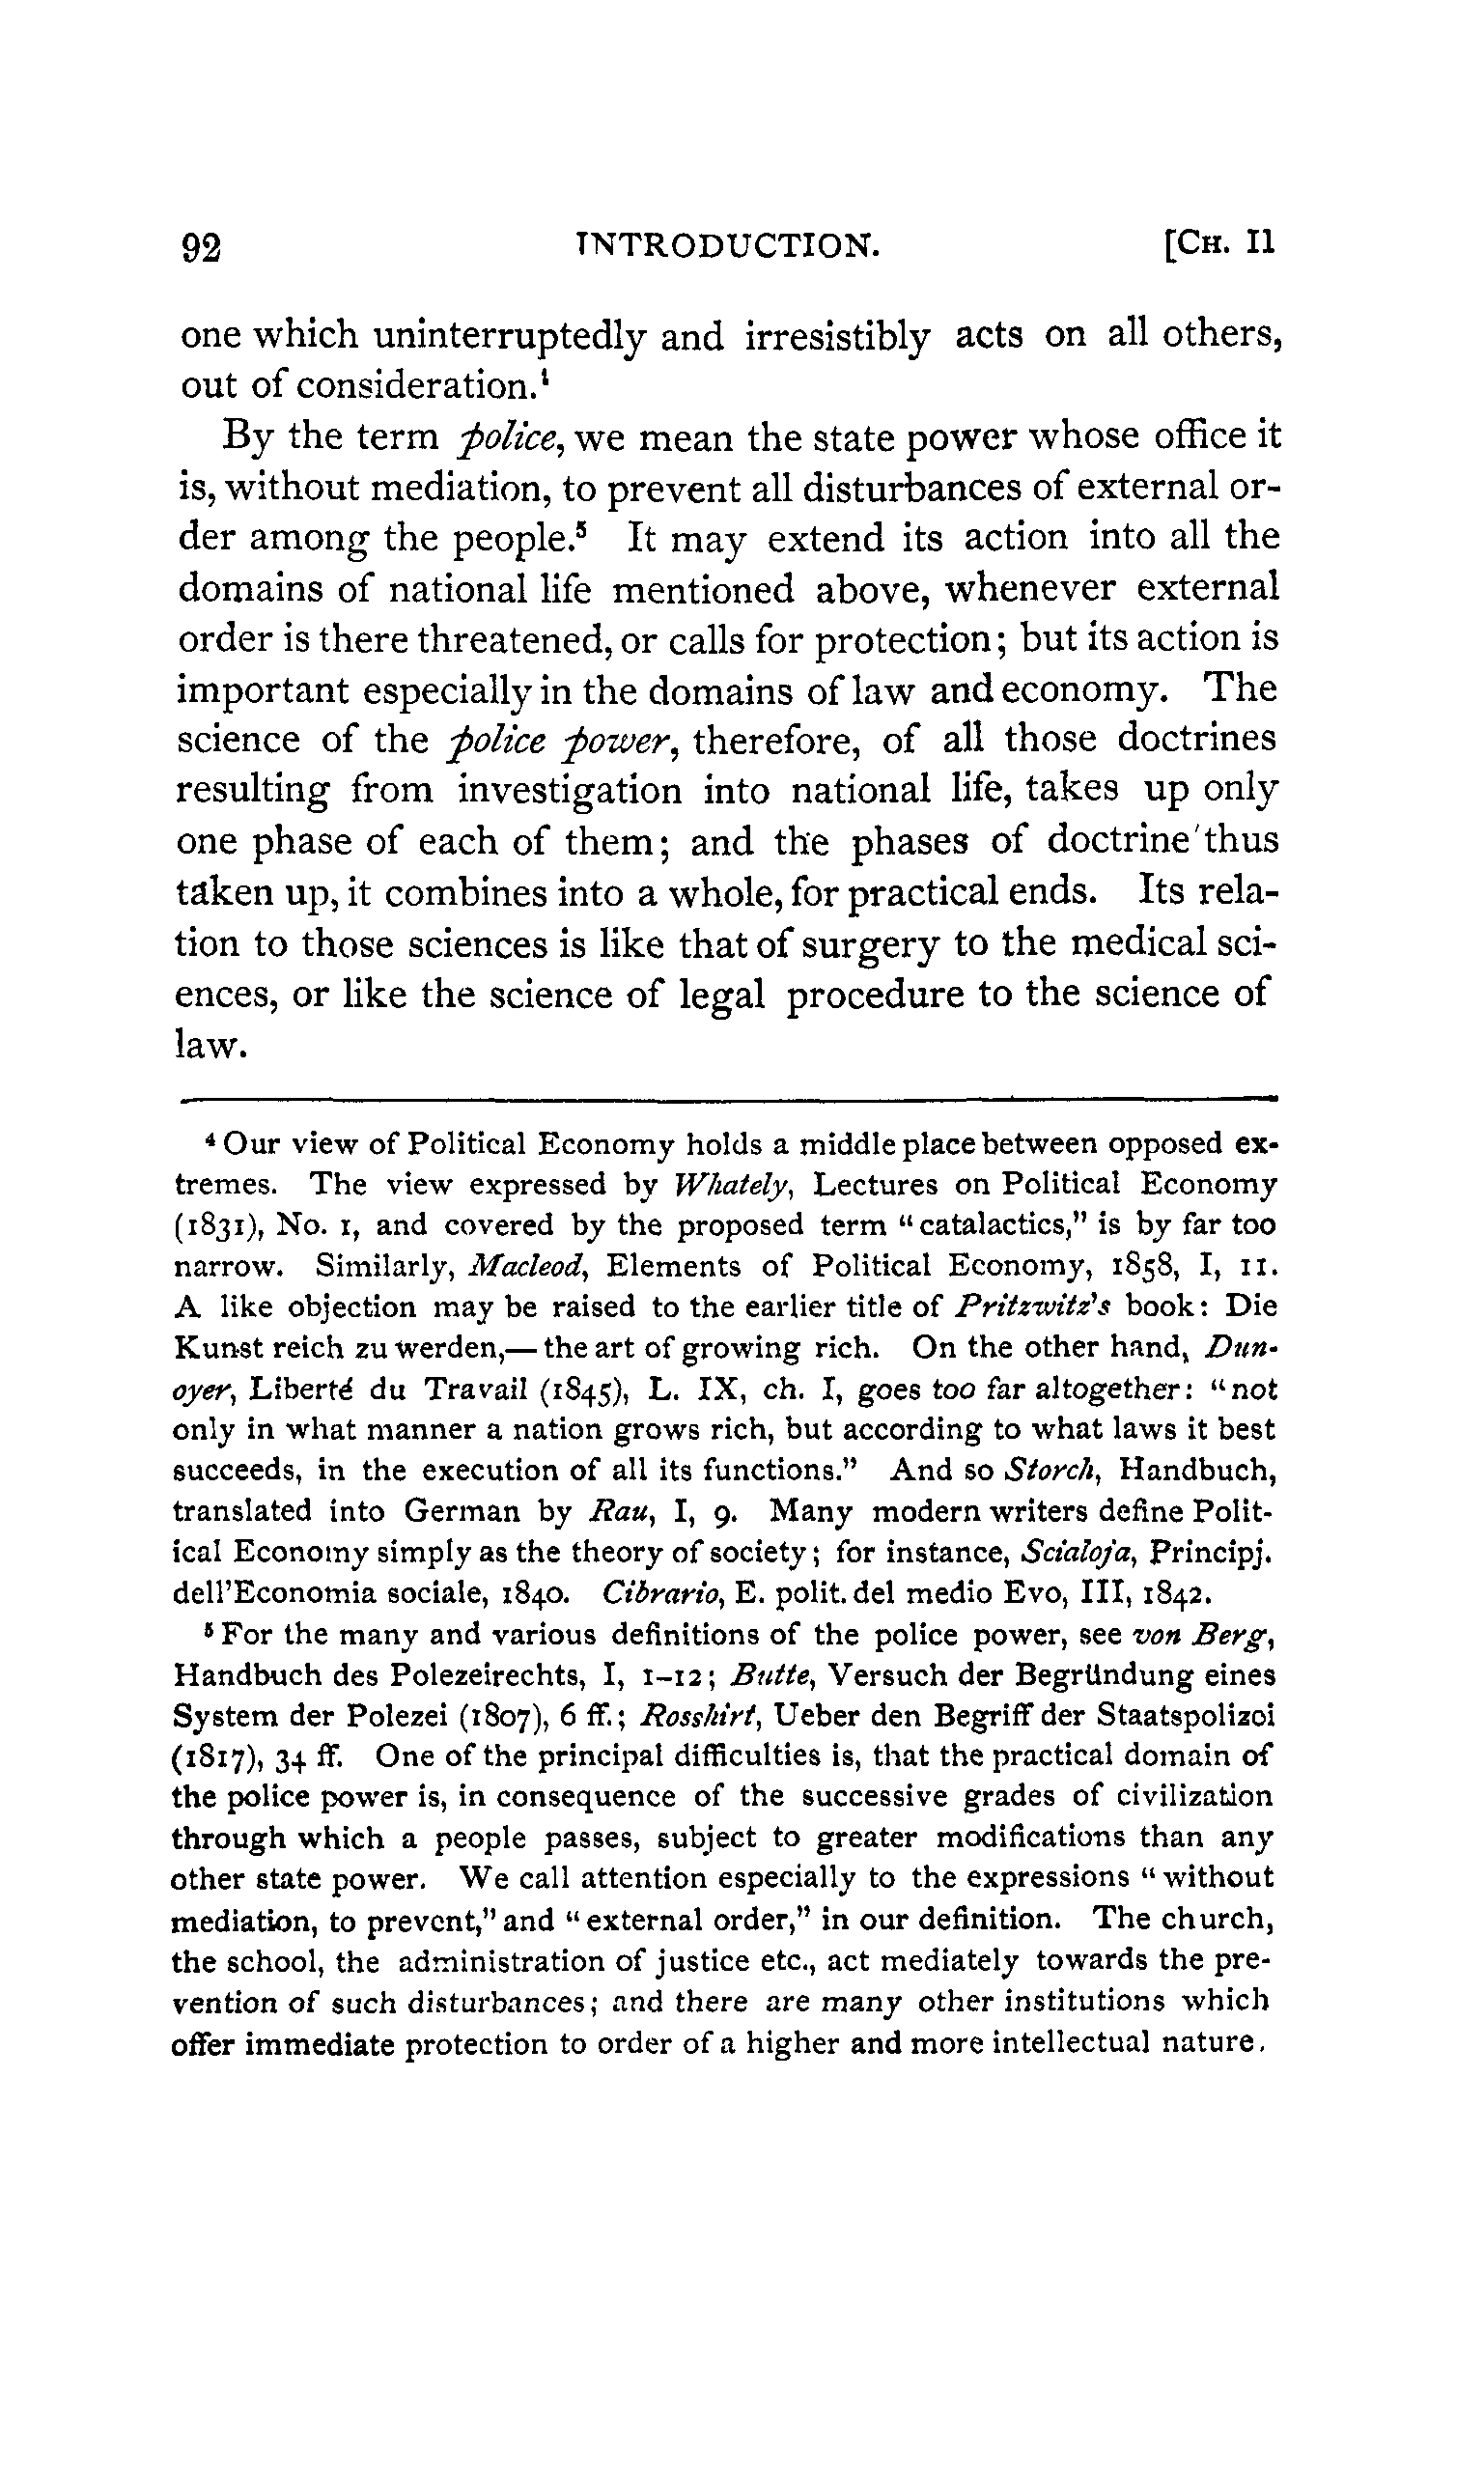 92 INTRODUCTION. [CH. II
one which uninterruptedly and irresistibly acts on all others,
out of consideration.⁴
By the term police, we mean the state power whose office it
is, without mediation, to prevent all disturbances of external or-
der among the people.⁵ It may extend its action into all the
domains of national life mentioned above, whenever external
order is there threatened, or calls for protection; but its action is
important especially in the domains of law and economy. The
science of the police power, therefore, of all those doctrines
resulting from investigation into national life, takes up only
one phase of each of them; and the phases of doctrine thus
taken up, it combines into a whole, for practical ends. Its rela-
tion to those sciences is like that of surgery to the medical sci-
ences, or like the science of legal procedure to the science of
law.
⁴ Our view of Political Economy holds a middle place between opposed ex-
tremes. The view expressed by Whately, Lectures on Political Economy
(1831), No. 1, and covered by the proposed term "catalactics," is by far too
narrow. Similarly, Macleod, Elements of Political Economy, 1858, I, 11.
A like objection may be raised to the earlier title of Pritzwitz's book: Die
Kunst reich zu werden,—the art of growing rich. On the other hand, Dun-
oyer, Liberté du Travail (1845), L. IX, ch. I, goes too far altogether: "not
only in what manner a nation grows rich, but according to what laws it best
succeeds, in the execution of all its functions." And so Storch, Handbuch,
translated into German by Rau, I, 9. Many modern writers define Polit-
ical Economy simply as the theory of society; for instance, Scialoja, Principj.
dell'Economia sociale, 1840. Cibrario, E. polit. del medio Evo, III, 1842.
⁵ For the many and various definitions of the police power, see von Berg,
Handbuch des Polezeirechts, I, 1–12; Butte, Versuch der Begründung eines
System der Polezei (1807), 6 ff.; Rosshirt, Ueber den Begriff der Staatspolizoi
(1817), 34 ff. One of the principal difficulties is, that the practical domain of
the police power is, in consequence of the successive grades of civilization
through which a people passes, subject to greater modifications than any
other state power. We call attention especially to the expressions "without
mediation, to prevent," and "external order," in our definition. The church,
the school, the administration of justice etc., act mediately towards the pre-
vention of such disturbances; and there are many other institutions which
offer immediate protection to order of a higher and more intellectual nature.